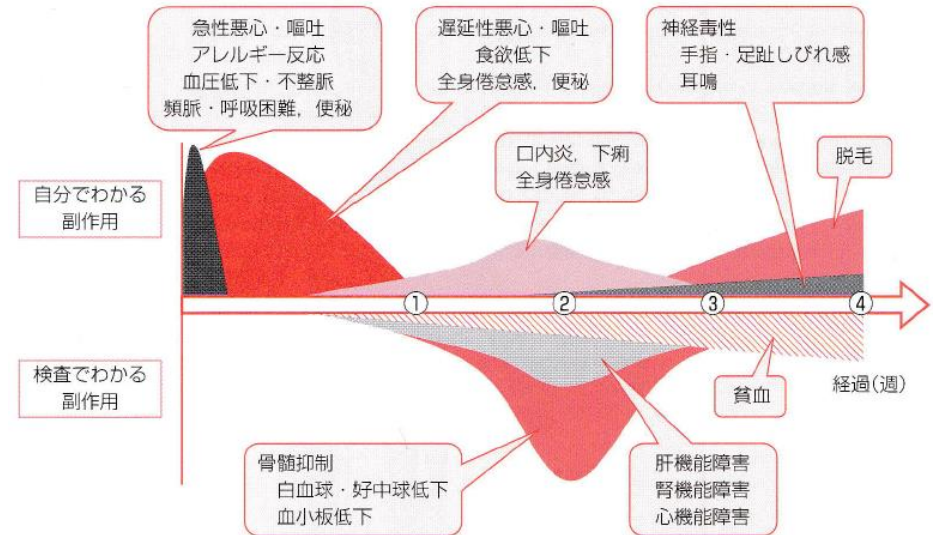 急性悪心・嘔吐
アレルギー反応
血圧低下・不整脈
頻脈・呼吸困難，便秘
遅延性悪心・嘔吐
食欲低下
全身倦怠感，便秘
神経毒性
手指・足趾しびれ感
耳鳴
口内炎，下痢
全身倦怠感
脱毛
自分でわかる
副作用
① ② ③ ④
検査でわかる
副作用
経過(週)
貧血
骨髄抑制
白血球・好中球低下
血小板低下
肝機能障害
腎機能障害
心機能障害